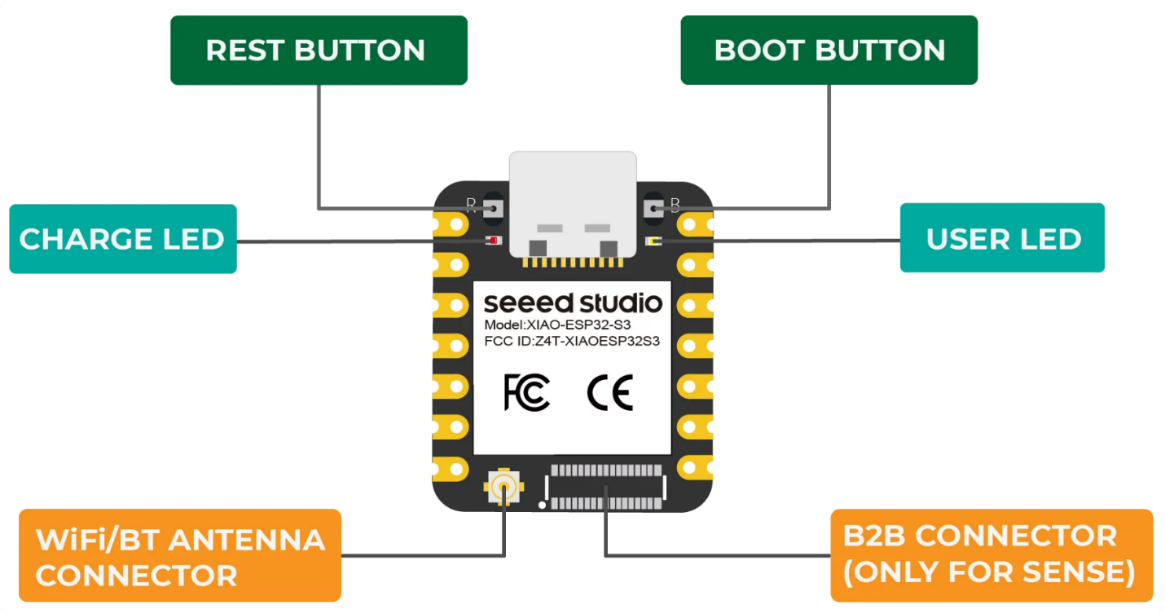 REST BUTTON
BOOT BUTTON
R
B
CHARGE LED
USER LED
seeed studio
Model:XIAO-ESP32-S3
FCC ID:Z4T-XIAOESP32S3
FC CE
WiFi/BT ANTENNA
CONNECTOR
B2B CONNECTOR
(ONLY FOR SENSE)